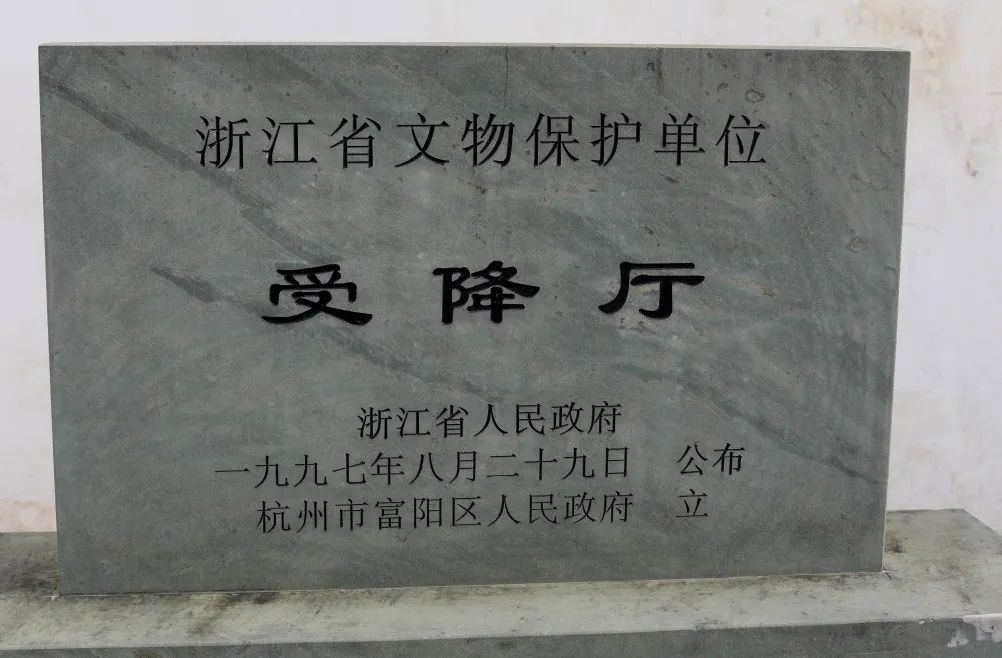 浙江省文物保护单位
受降厅
浙江省人民政府
一九九七年八月二十九日 公布
杭州市富阳区人民政府 立